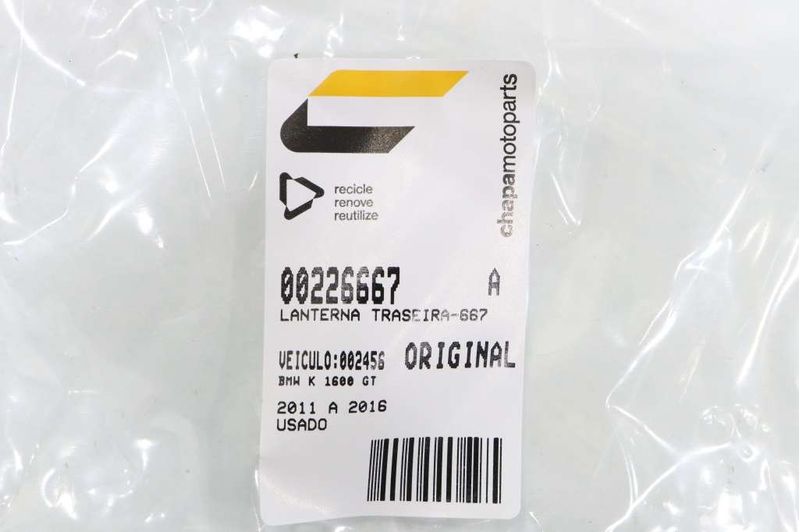 chapamotoparts
recicle
renove
reutilize
00226667 A
LANTERNA TRASEIRA-667
VEICULO:002456 ORIGINAL
BMW K 1600 GT
2011 A 2016
USADO